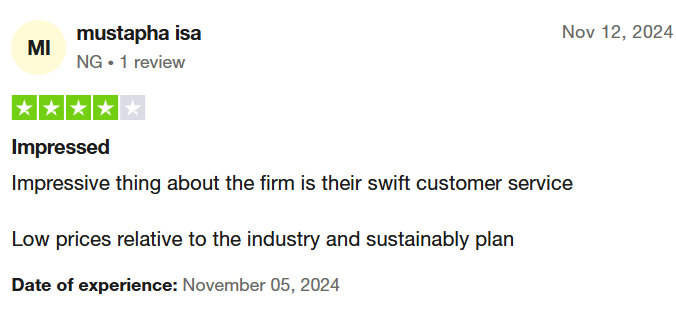 MI
mustapha isa
Nov 12, 2024
NG • 1 review
Impressed
Impressive thing about the firm is their swift customer service
Low prices relative to the industry and sustainably plan
Date of experience: November 05, 2024